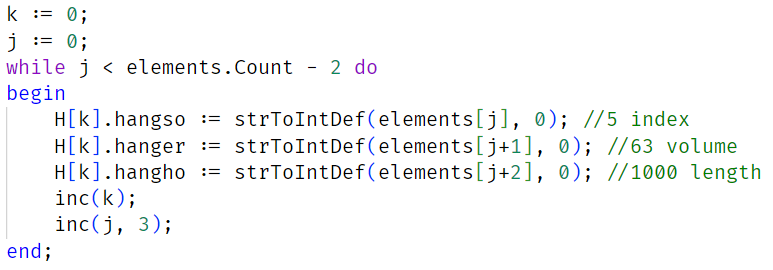 k := 0;
j := 0;
while j < elements.Count - 2 do
begin
    H[k].hangso := strToIntDef(elements[j], 0); //5 index
    H[k].hanger := strToIntDef(elements[j+1], 0); //63 volume
    H[k].hangho := strToIntDef(elements[j+2], 0); //1000 length
    inc(k);
    inc(j, 3);
end;